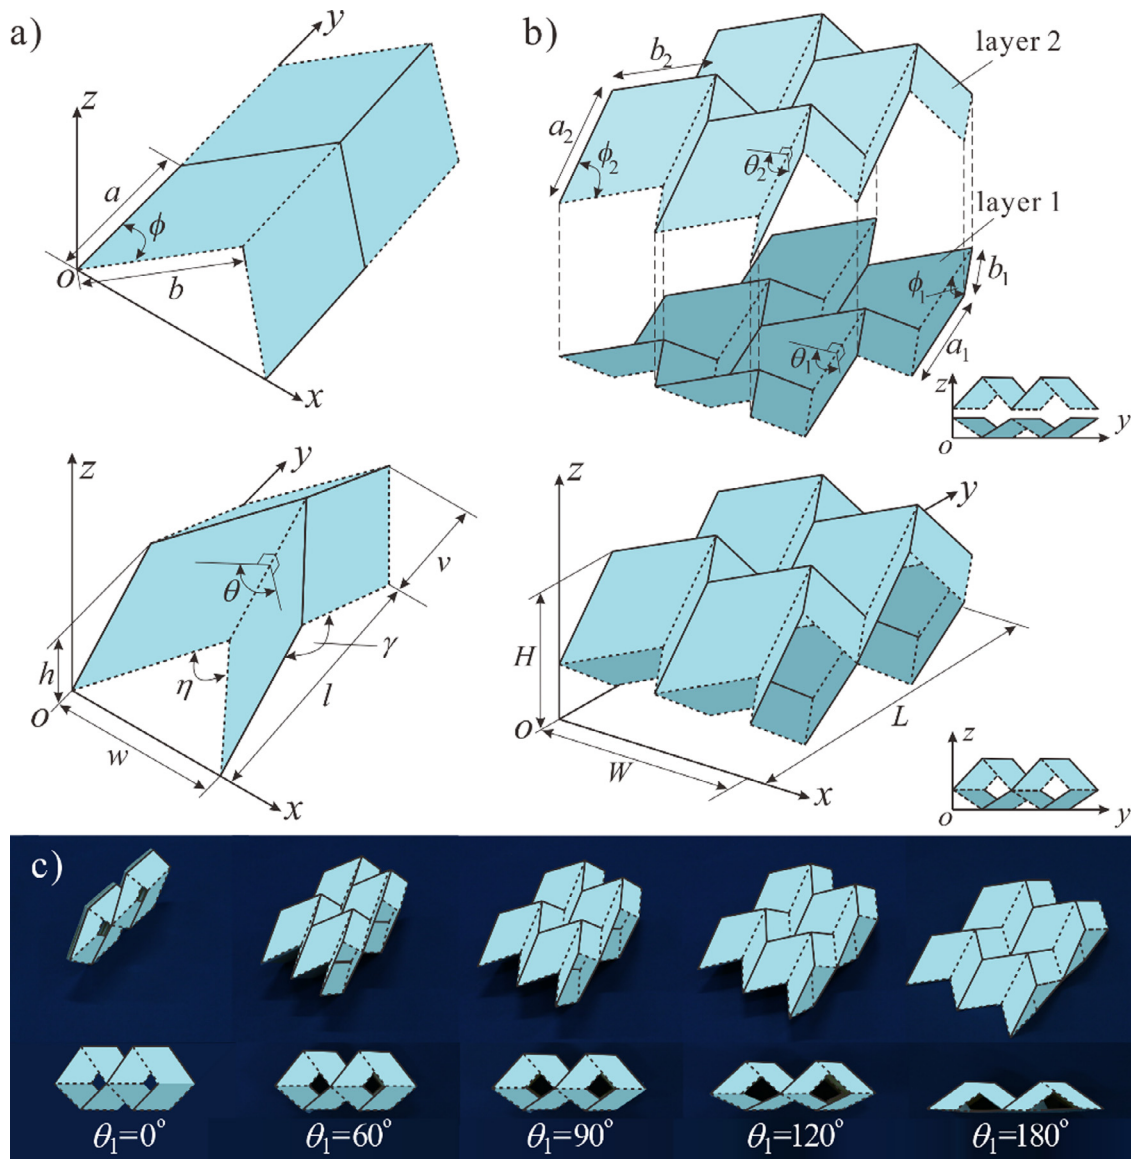 a)
y
z
a
ϕ
o
b
x
z
y
v
θ
γ
h
η
l
o
w
x
b)
b₂
layer 2
a₂
ϕ₂
θ₂
layer 1
ϕ₁
b₁
θ₁
a₁
z
o
y
z
y
H
L
o
W
x
z
o
y
c)
θ₁=0°
θ₁=60°
θ₁=90°
θ₁=120°
θ₁=180°